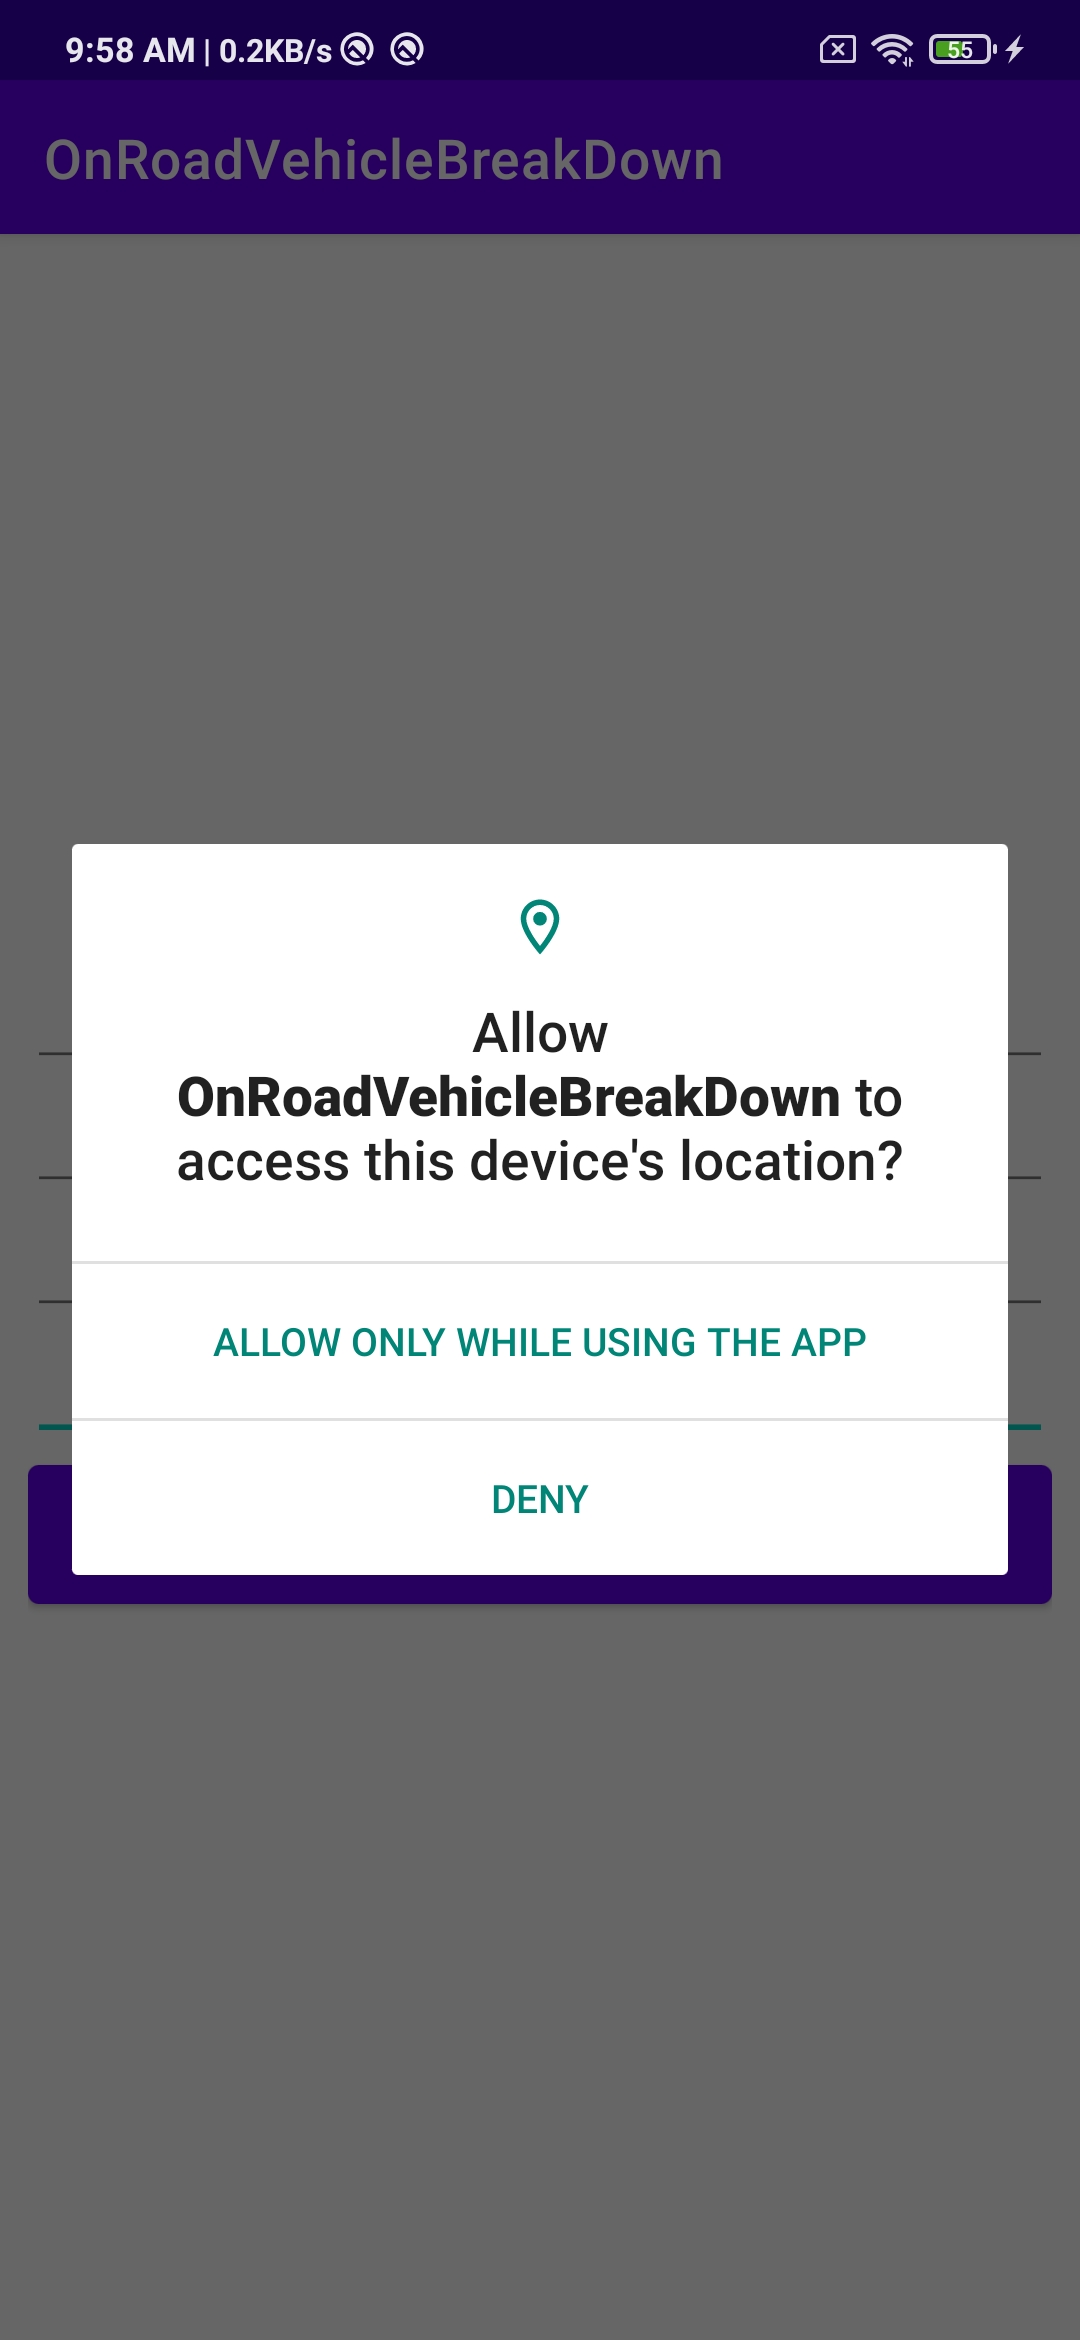 9:58 AM | 0.2KB/s 55
OnRoadVehicleBreakDown
Allow
OnRoadVehicleBreakDown to
access this device's location?
ALLOW ONLY WHILE USING THE APP
DENY